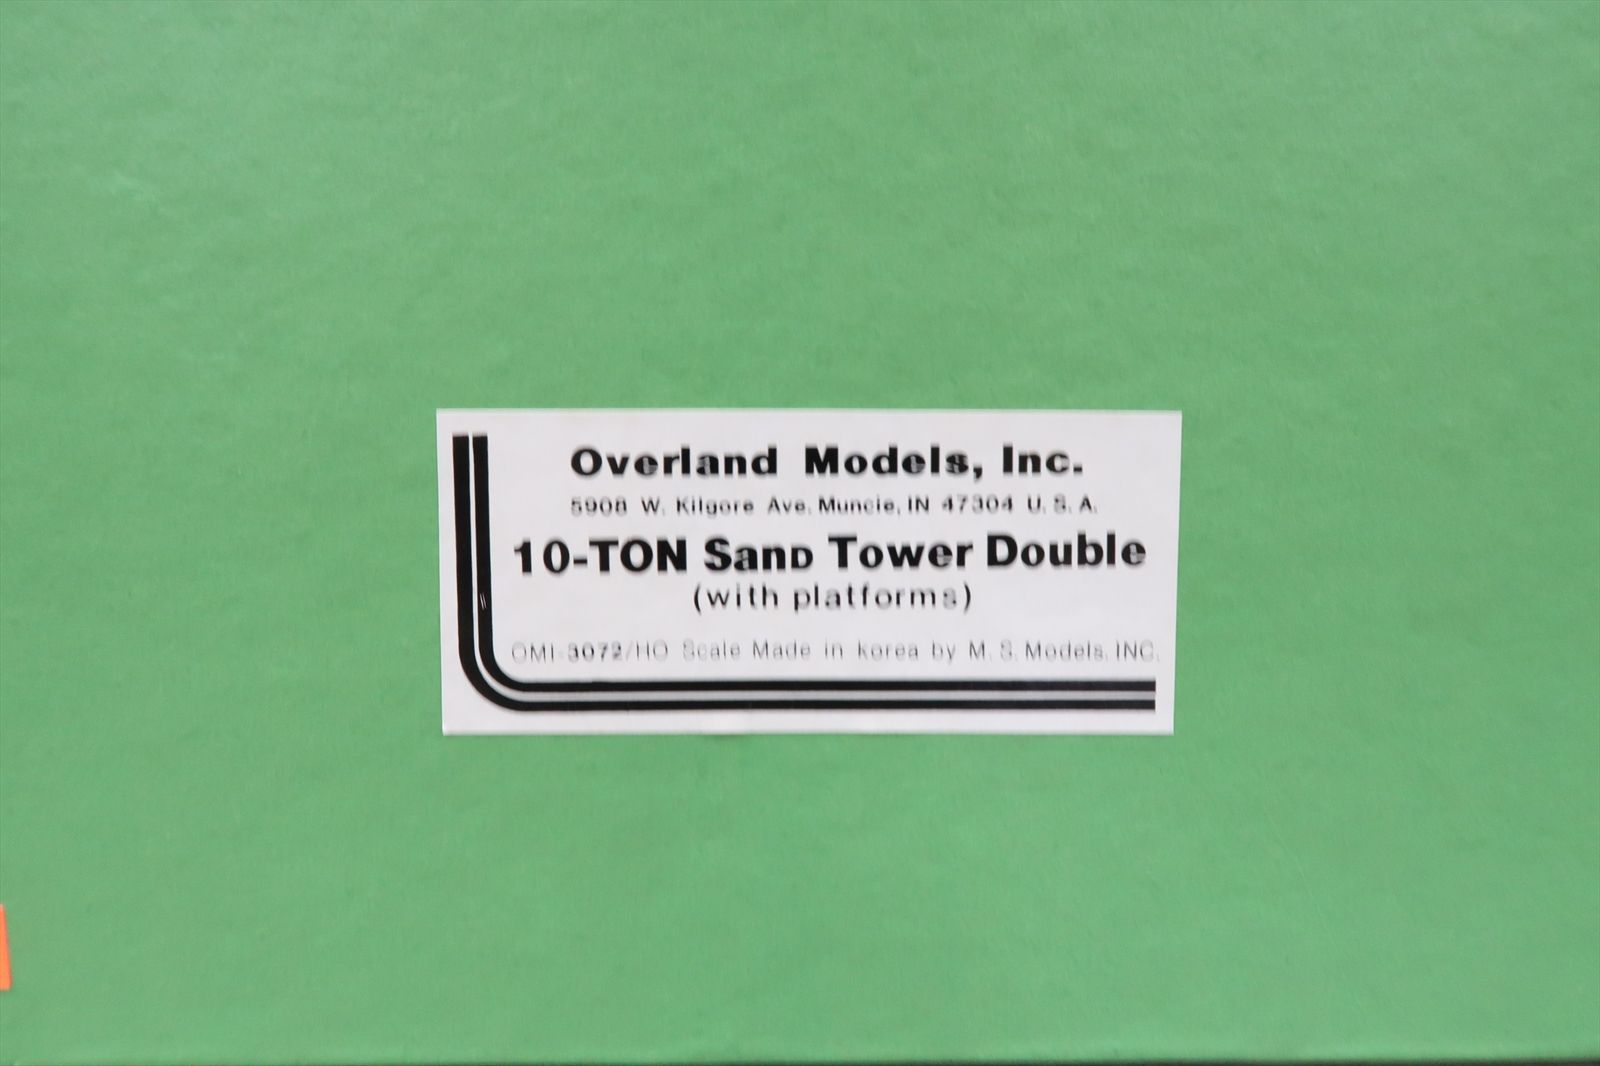 Overland Models, Inc.
5908 W. Kilgore Ave. Muncie, IN 47304 U. S. A.
10-TON SanD Tower Double
(with platforms)
OMI-3072/HO Scale Made in Korea by M. S. Models, INC.